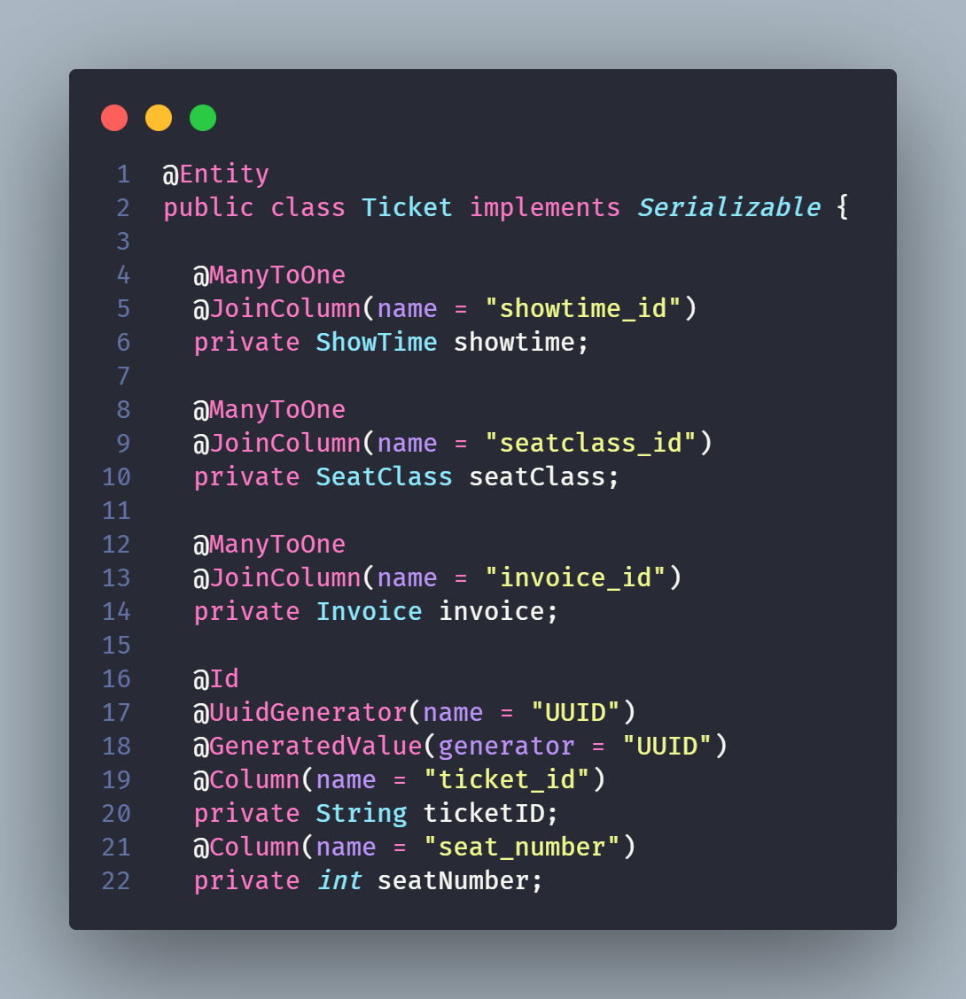 1 @Entity
2 public class Ticket implements Serializable {
3
4 @ManyToOne
5 @JoinColumn(name = "showtime_id")
6 private ShowTime showtime;
7
8 @ManyToOne
9 @JoinColumn(name = "seatclass_id")
10 private SeatClass seatClass;
11
12 @ManyToOne
13 @JoinColumn(name = "invoice_id")
14 private Invoice invoice;
15
16 @Id
17 @UuidGenerator(name = "UUID")
18 @GeneratedValue(generator = "UUID")
19 @Column(name = "ticket_id")
20 private String ticketID;
21 @Column(name = "seat_number")
22 private int seatNumber;